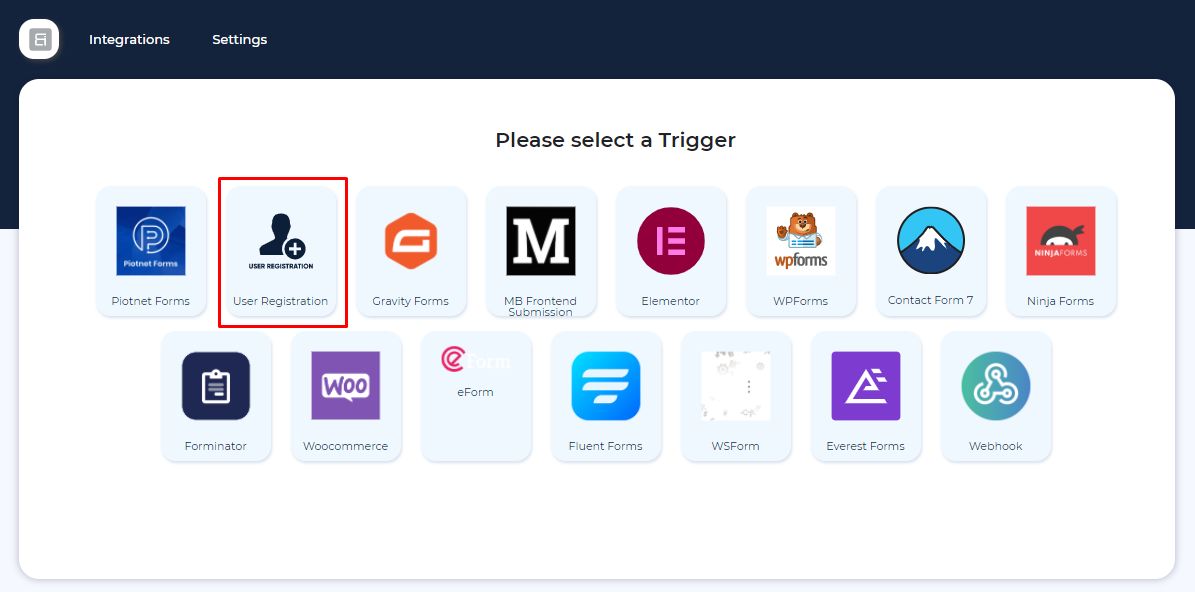 Integrations
Settings
Please select a Trigger
Piotnet Forms
USER REGISTRATION
M
wpforms
NINJAFORMS
Piotnet Forms
User Registration
Gravity Forms
MB Frontend
Submission
Elementor
WPForms
Contact Form 7
Ninja Forms
WOO
eForm
Forminator
Woocommerce
eForm
Fluent Forms
WSForm
Everest Forms
Webhook